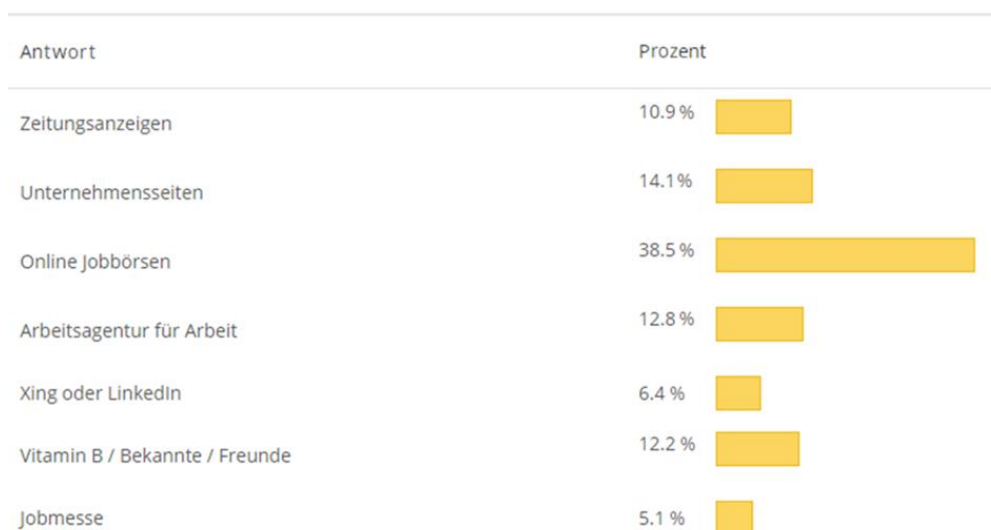 Antwort Prozent
Zeitungsanzeigen 10.9 %
Unternehmensseiten 14.1%
Online Jobbörsen 38.5 %
Arbeitsagentur für Arbeit 12.8 %
Xing oder LinkedIn 6.4 %
Vitamin B / Bekannte / Freunde 12.2 %
Jobmesse 5.1 %